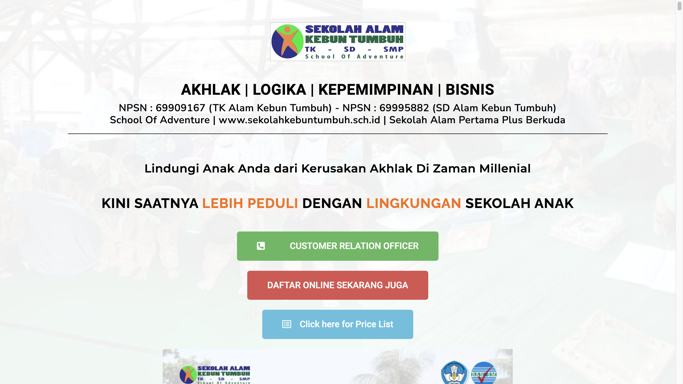 SEKOLAH ALAM
KEBUN TUMBUH
TK - SD - SMP
School Of Adventure
AKHLAK | LOGIKA | KEPEMIMPINAN | BISNIS
NPSN : 69909167 (TK Alam Kebun Tumbuh) - NPSN : 69995882 (SD Alam Kebun Tumbuh)
School Of Adventure | www.sekolahkebuntumbuh.sch.id | Sekolah Alam Pertama Plus Berkuda
Lindungi Anak Anda dari Kerusakan Akhlak Di Zaman Millenial
KINI SAATNYA LEBIH PEDULI DENGAN LINGKUNGAN SEKOLAH ANAK
CUSTOMER RELATION OFFICER
DAFTAR ONLINE SEKARANG JUGA
Click here for Price List
SEKOLAH ALAM
KEBUN TUMBUH
TK - SD - SMP
School Of Adventure